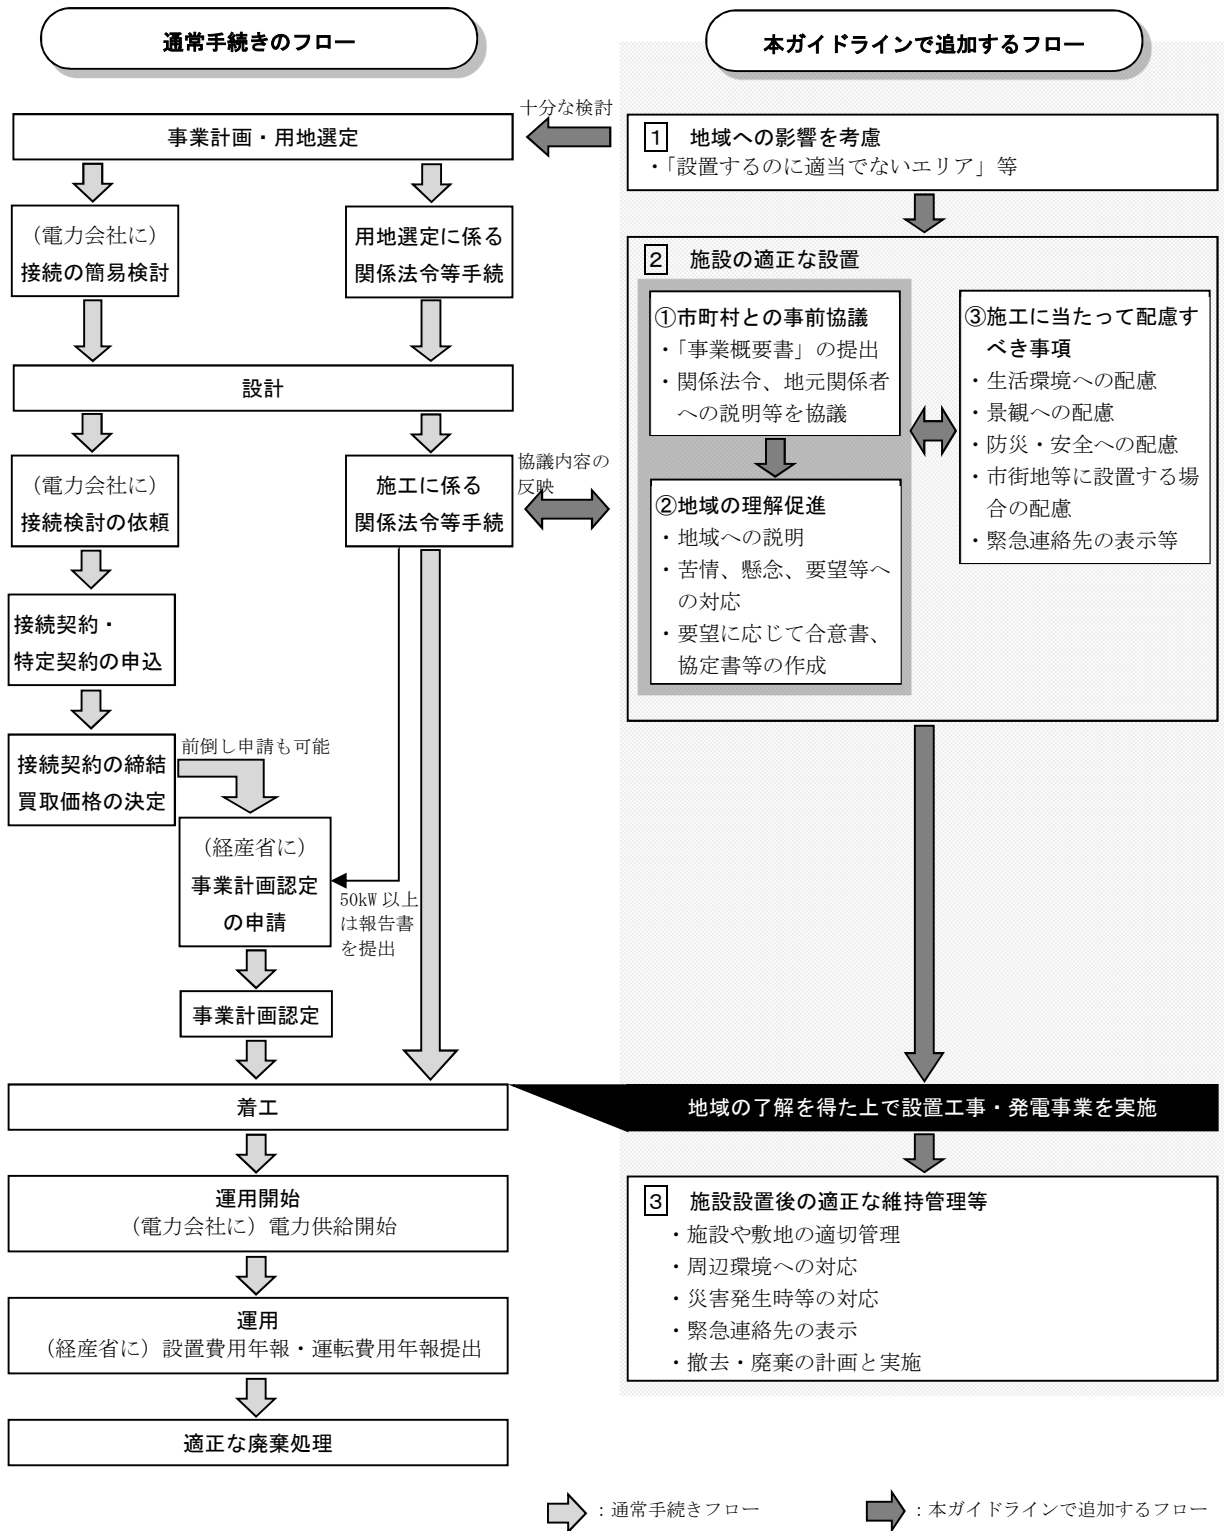 通常手続きのフロー
本ガイドラインで追加するフロー
十分な検討
事業計画・用地選定
1 地域への影響を考慮
・「設置するのに適当でないエリア」等
（電力会社に）
接続の簡易検討
用地選定に係る
関係法令等手続
2 施設の適正な設置
①市町村との事前協議
・「事業概要書」の提出
・関係法令、地元関係者
への説明等を協議
③施工に当たって配慮す
べき事項
・生活環境への配慮
・景観への配慮
・防災・安全への配慮
・市街地等に設置する場
合の配慮
・緊急連絡先の表示等
設計
（電力会社に）
接続検討の依頼
施工に係る
関係法令等手続
協議内容の
反映
②地域の理解促進
・地域への説明
・苦情、懸念、要望等へ
の対応
・要望に応じて合意書、
協定書等の作成
接続契約・
特定契約の申込
接続契約の締結
買取価格の決定
前倒し申請も可能
（経産省に）
事業計画認定
の申請
50kW 以上
は報告書
を提出
事業計画認定
着工
地域の了解を得た上で設置工事・発電事業を実施
運用開始
（電力会社に）電力供給開始
3 施設設置後の適正な維持管理等
・施設や敷地の適切管理
・周辺環境への対応
・災害発生時等の対応
・緊急連絡先の表示
・撤去・廃棄の計画と実施
運用
（経産省に）設置費用年報・運転費用年報提出
適正な廃棄処理
：通常手続きフロー
：本ガイドラインで追加するフロー